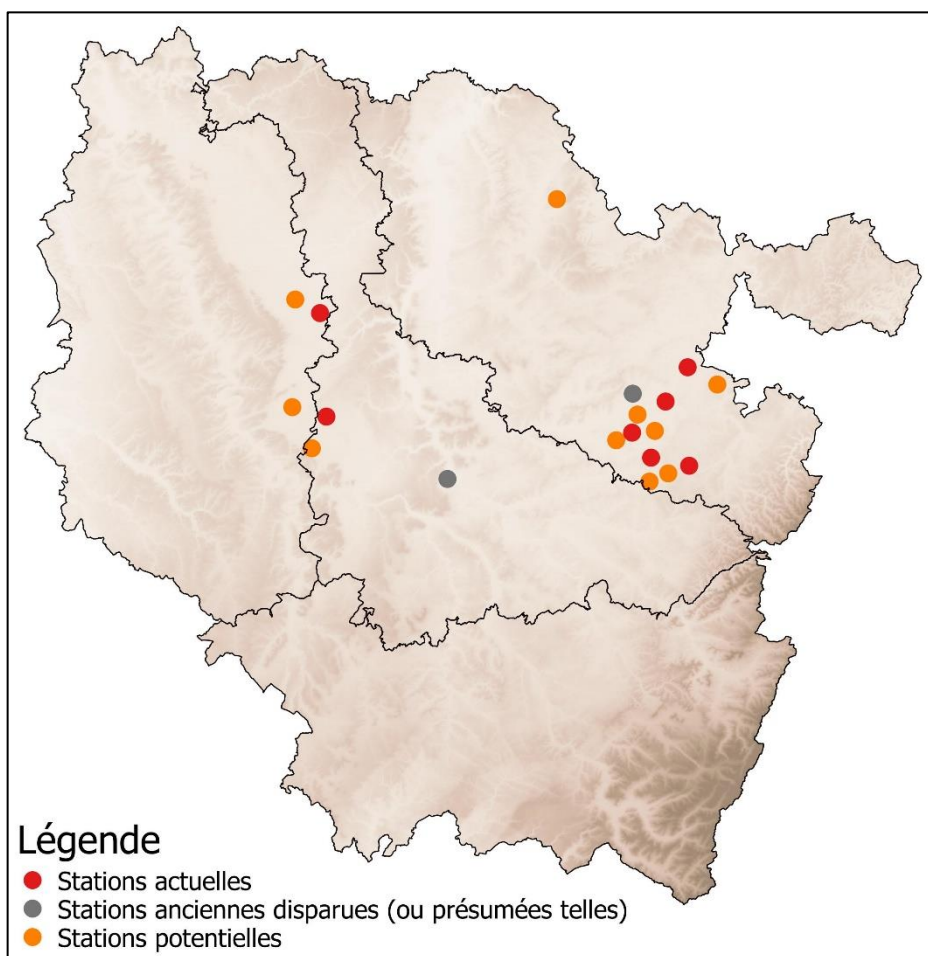 Légende
Stations actuelles
Stations anciennes disparues (ou présumées telles)
Stations potentielles